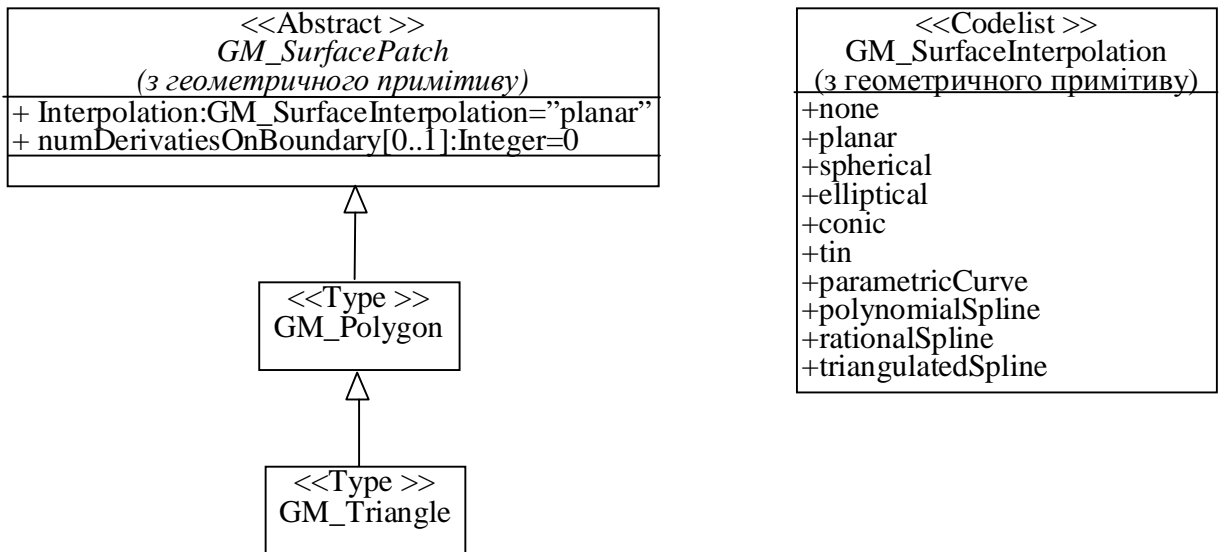 <<Abstract >>
GM_SurfacePatch
(з геометричного примітиву)
+ Interpolation:GM_SurfaceInterpolation=”planar”
+ numDerivatiesOnBoundary[0..1]:Integer=0
<<Type >>
GM_Polygon
<<Type >>
GM_Triangle
<<Codelist >>
GM_SurfaceInterpolation
(з геометричного примітиву)
+none
+planar
+spherical
+elliptical
+conic
+tin
+parametricCurve
+polynomialSpline
+rationalSpline
+triangulatedSpline